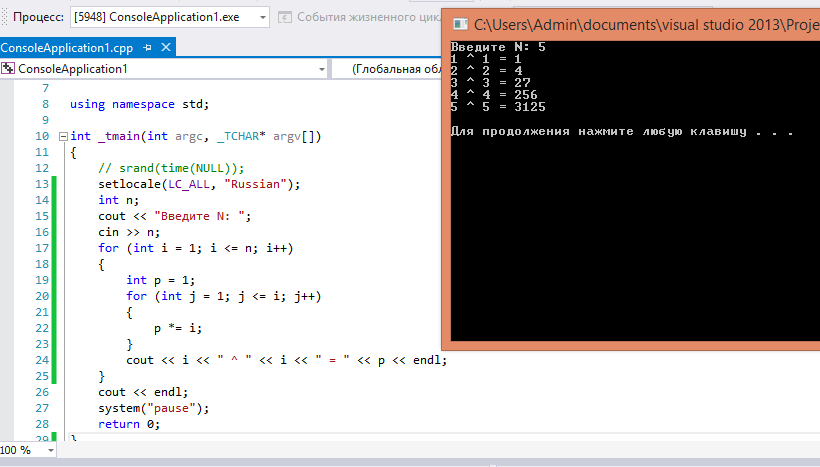 Процесс: [5948] ConsoleApplication1.exe
События жизненного цикл
ConsoleApplication1.cpp
ConsoleApplication1
(Глобальная обл
7
8 using namespace std;
9
10 int _tmain(int argc, _TCHAR* argv[])
11 {
12 // srand(time(NULL));
13 setlocale(LC_ALL, "Russian");
14 int n;
15 cout << "Введите N: ";
16 cin >> n;
17 for (int i = 1; i <= n; i++)
18 {
19 int p = 1;
20 for (int j = 1; j <= i; j++)
21 {
22 p *= i;
23 }
24 cout << i << " ^ " << i << " = " << p << endl;
25 }
26 cout << endl;
27 system("pause");
28 return 0;
29 }
100 %
C:\Users\Admin\documents\visual studio 2013\Proje
Введите N: 5
1 ^ 1 = 1
2 ^ 2 = 4
3 ^ 3 = 27
4 ^ 4 = 256
5 ^ 5 = 3125
Для продолжения нажмите любую клавишу . . .